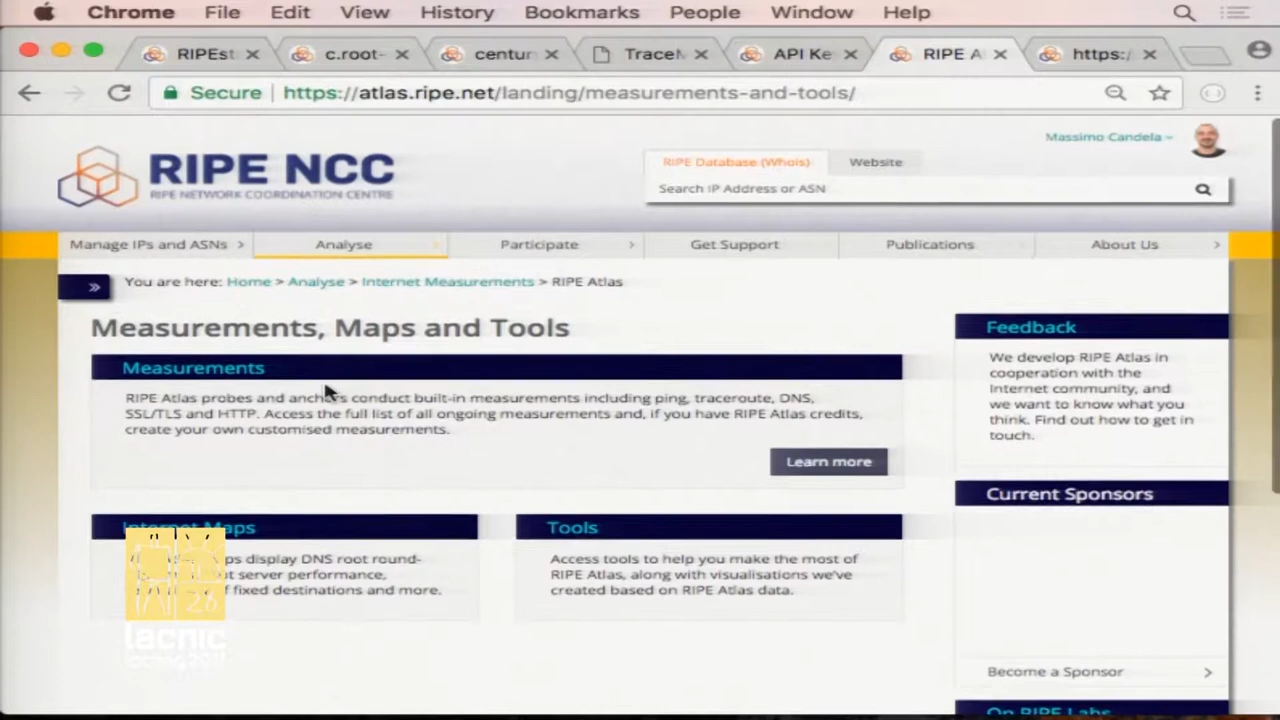 Chrome File Edit View History Bookmarks People Window Help
RIPEst c.root- centur TraceM API Ke RIPE A https:/
Secure https://atlas.ripe.net/landing/measurements-and-tools/
Massimo Candela
RIPE NCC
RIPE NETWORK COORDINATION CENTRE
RIPE Database (Whois) Website
Search IP Address or ASN
Manage IPs and ASNs Analyse Participate Get Support Publications About Us
You are here: Home > Analyse > Internet Measurements > RIPE Atlas
Measurements, Maps and Tools
Measurements
RIPE Atlas probes and anchors conduct built-in measurements including ping, traceroute, DNS,
SSL/TLS and HTTP. Access the full list of all ongoing measurements and, if you have RIPE Atlas credits,
create your own customised measurements.
Learn more
Internet Maps
display DNS root round-
server performance,
of fixed destinations and more.
Tools
Access tools to help you make the most of
RIPE Atlas, along with visualisations we've
created based on RIPE Atlas data.
Feedback
We develop RIPE Atlas in
cooperation with the
Internet community, and
we want to know what you
think. Find out how to get in
touch.
Current Sponsors
Become a Sponsor
On RIPE Labs
26
lacnic